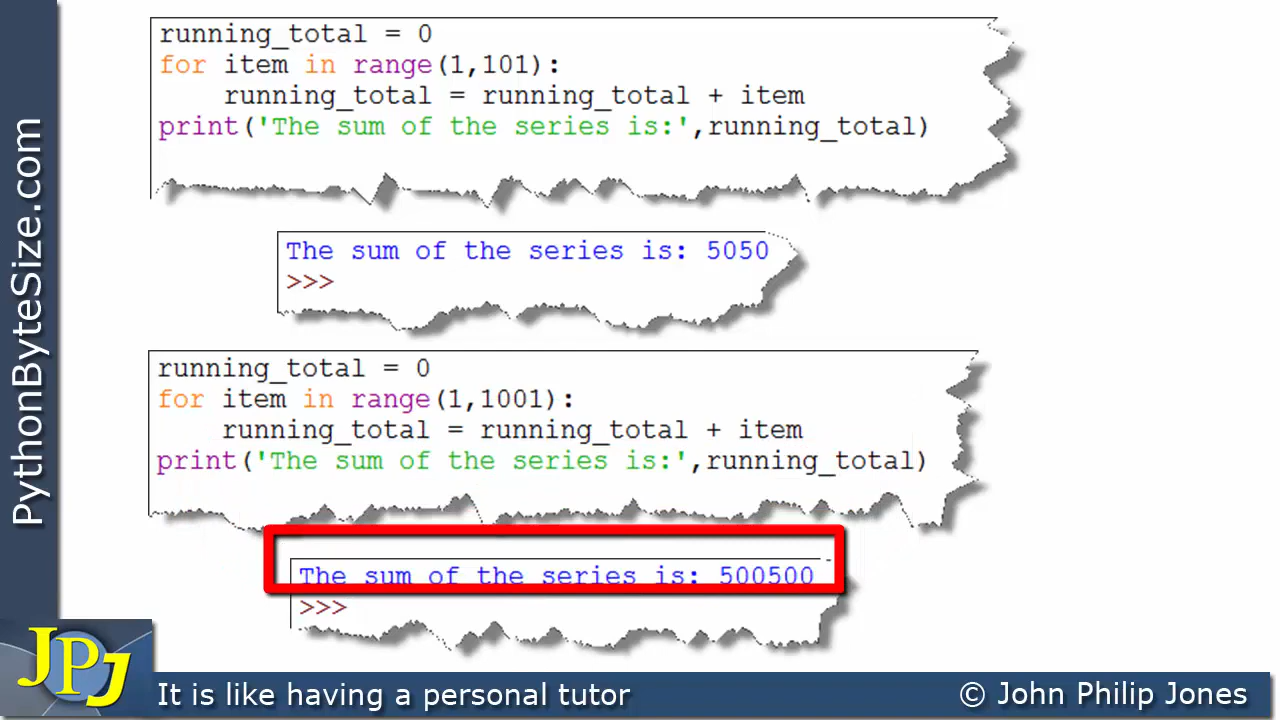 running_total = 0
for item in range(1,101):
    running_total = running_total + item
print('The sum of the series is:',running_total)
The sum of the series is: 5050
>>>
running_total = 0
for item in range(1,1001):
    running_total = running_total + item
print('The sum of the series is:',running_total)
The sum of the series is: 500500
>>>
PythonByteSize.com
JPJ
It is like having a personal tutor
© John Philip Jones